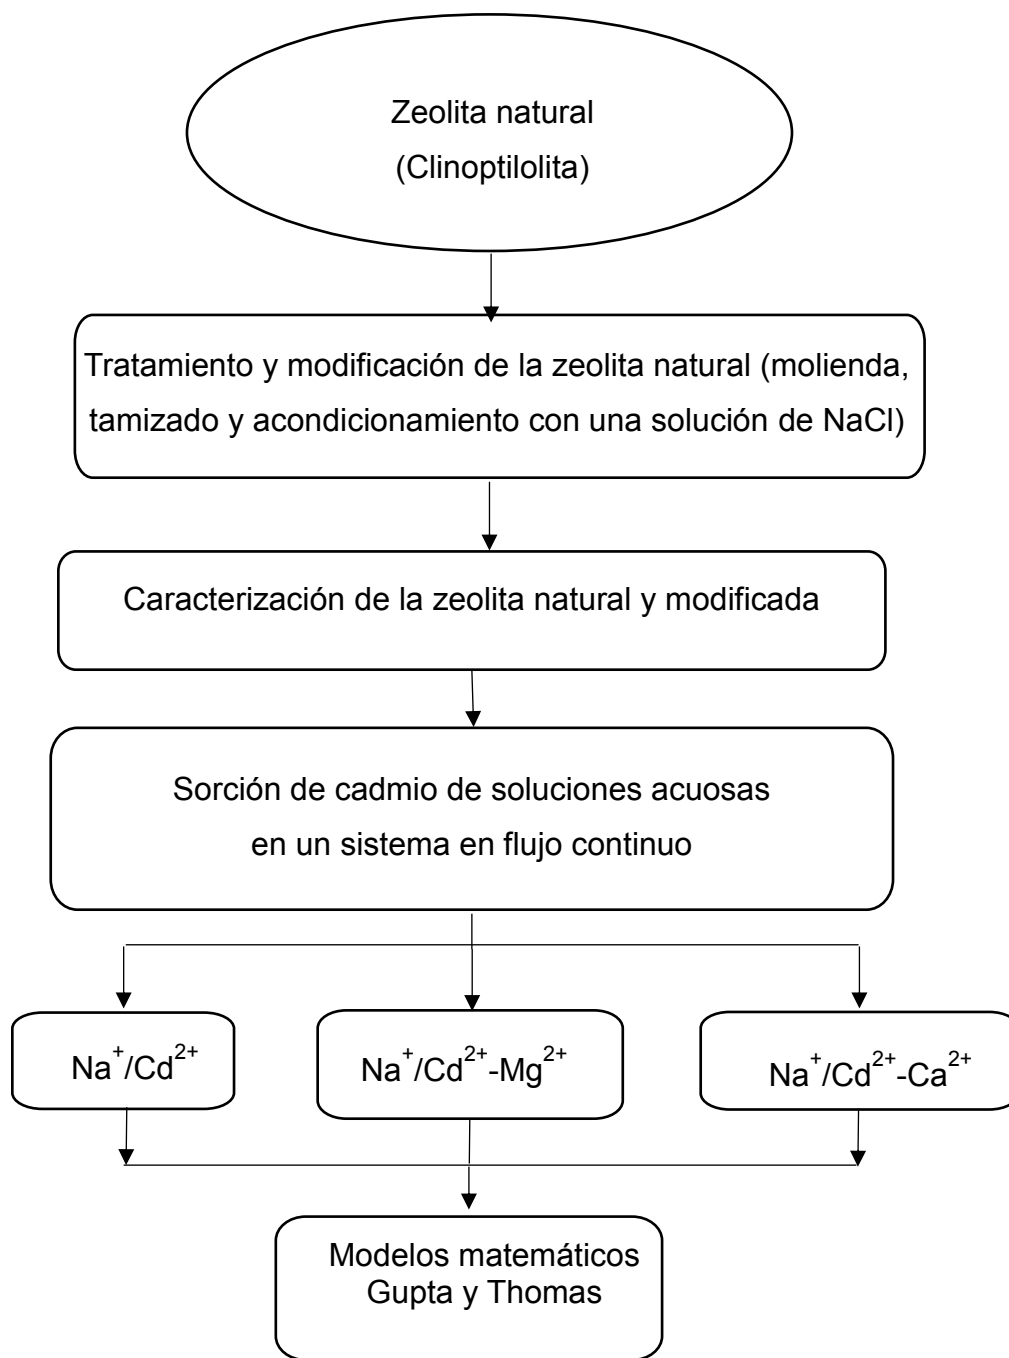 Zeolita natural
(Clinoptilolita)
Tratamiento y modificación de la zeolita natural (molienda,
tamizado y acondicionamiento con una solución de NaCl)
Caracterización de la zeolita natural y modificada
Sorción de cadmio de soluciones acuosas
en un sistema en flujo continuo
Na⁺/Cd²⁺
Na⁺/Cd²⁺-Mg²⁺
Na⁺/Cd²⁺-Ca²⁺
Modelos matemáticos
Gupta y Thomas